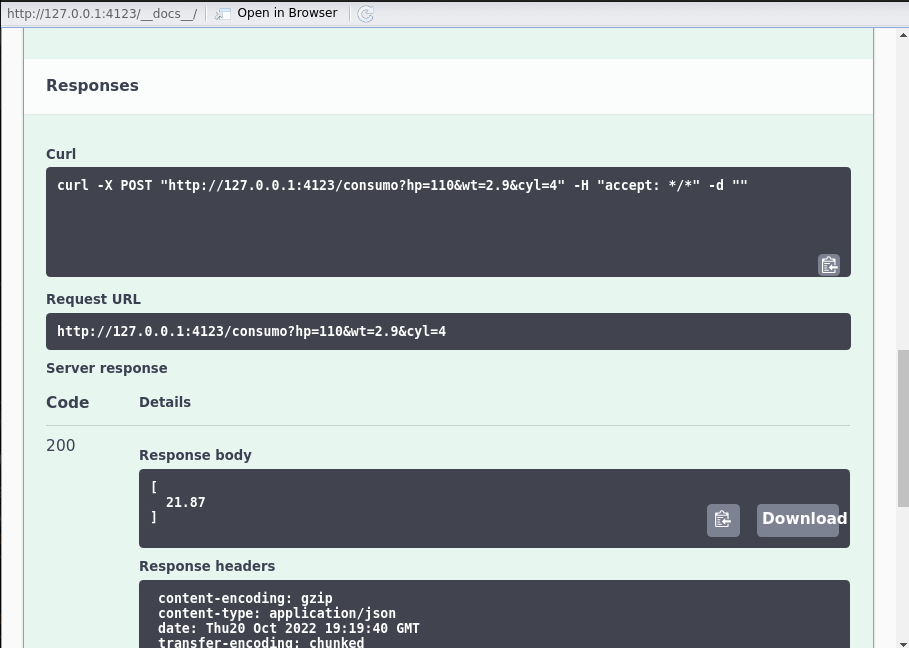 http://127.0.0.1:4123/__docs__/ Open in Browser
Responses
Curl
curl -X POST "http://127.0.0.1:4123/consumo?hp=110&wt=2.9&cyl=4" -H "accept: */*" -d ""
Request URL
http://127.0.0.1:4123/consumo?hp=110&wt=2.9&cyl=4
Server response
Code Details
200
Response body
[
21.87
]
Download
Response headers
content-encoding: gzip
content-type: application/json
date: Thu20 Oct 2022 19:19:40 GMT
transfer-encoding: chunked